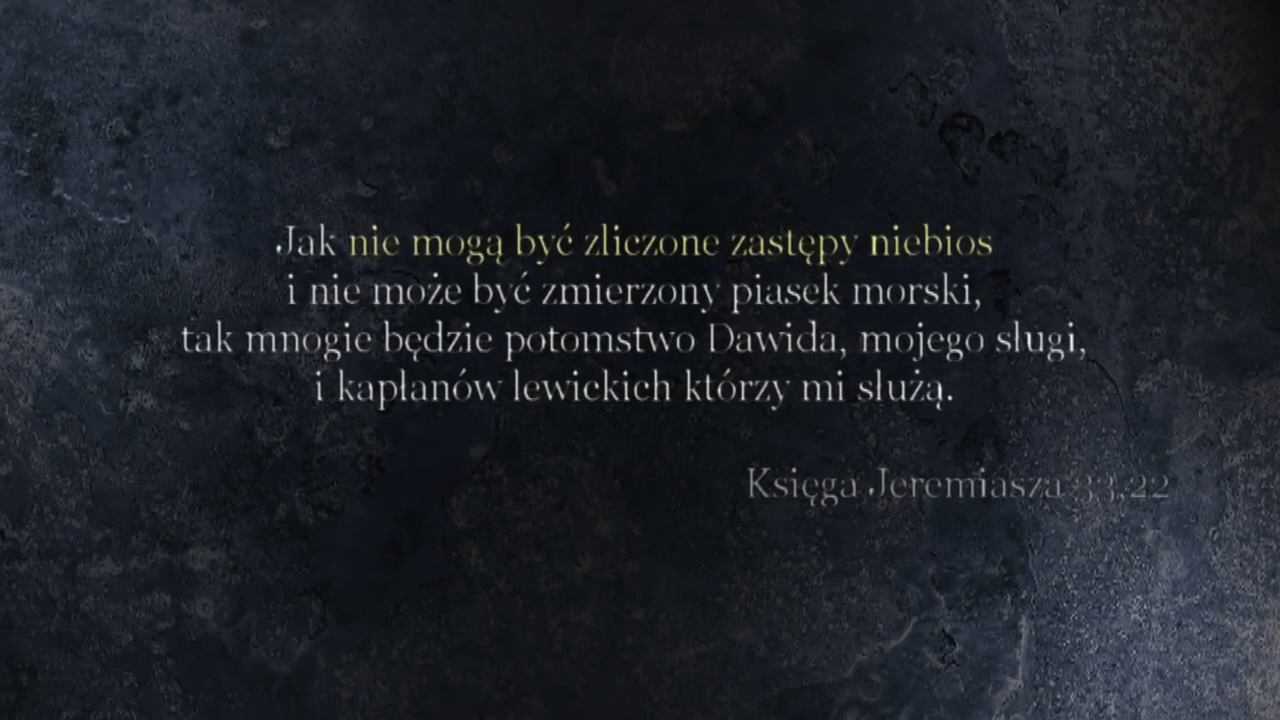 Jak nie mogą być zliczone zastępy niebios
i nie może być zmierzony piasek morski,
tak mnogie będzie potomstwo Dawida, mojego sługi,
i kapłanów lewickich którzy mi służą.
Księga Jeremiasza 33,22